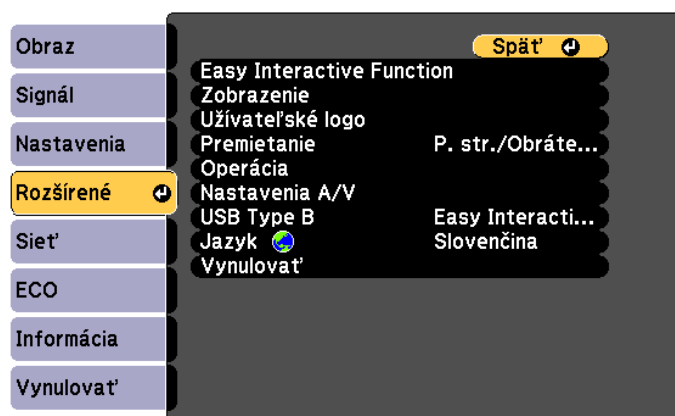 Obraz
Signál
Nastavenia
Rozšírené
Sieť
ECO
Informácia
Vynulovať
Späť
Easy Interactive Function
Zobrazenie
Užívateľské logo
Premietanie P. str./Obráte...
Operácia
Nastavenia A/V
USB Type B Easy Interacti...
Jazyk Slovenčina
Vynulovať